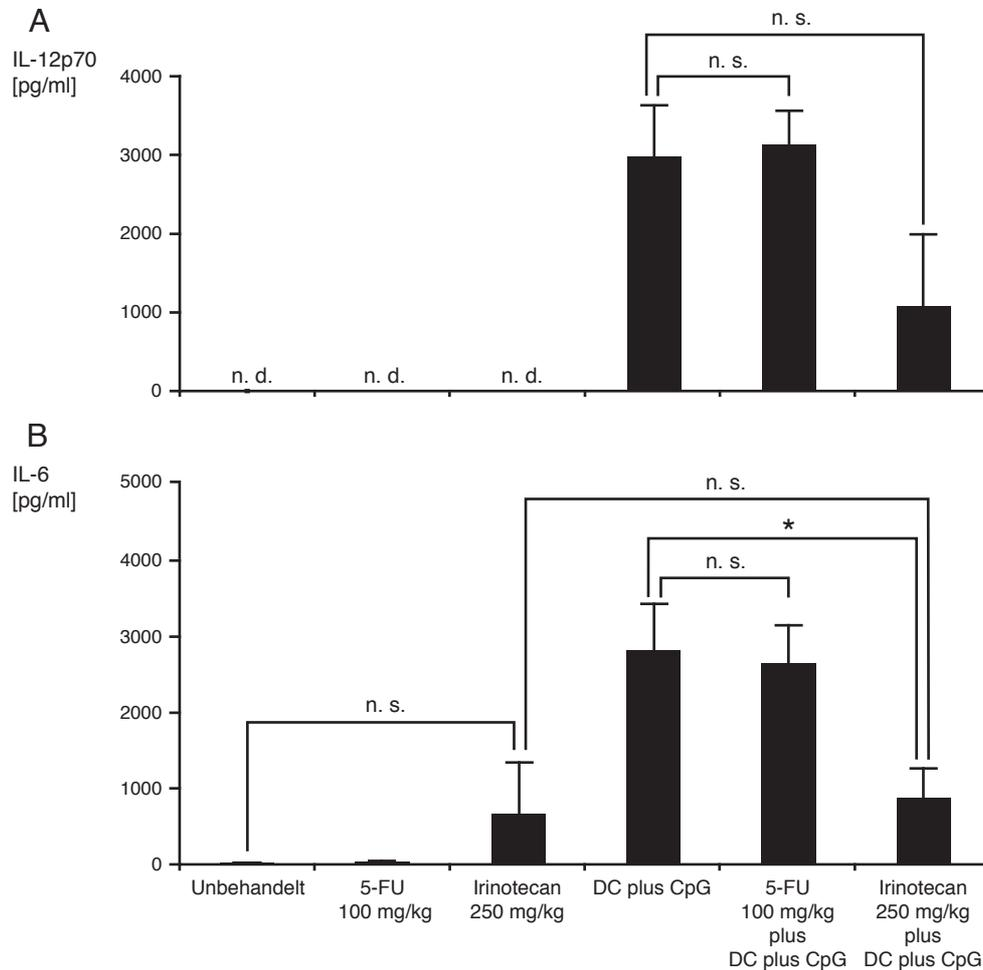 A
IL-12p70
[pg/ml]
n. s.
n. s.
4000
3000
2000
1000
0
n. d.
n. d.
n. d.
B
IL-6
[pg/ml]
5000
4000
3000
2000
1000
0
n. s.
*
n. s.
n. s.
Unbehandelt
5-FU
100 mg/kg
Irinotecan
250 mg/kg
DC plus CpG
5-FU
100 mg/kg
plus
DC plus CpG
Irinotecan
250 mg/kg
plus
DC plus CpG